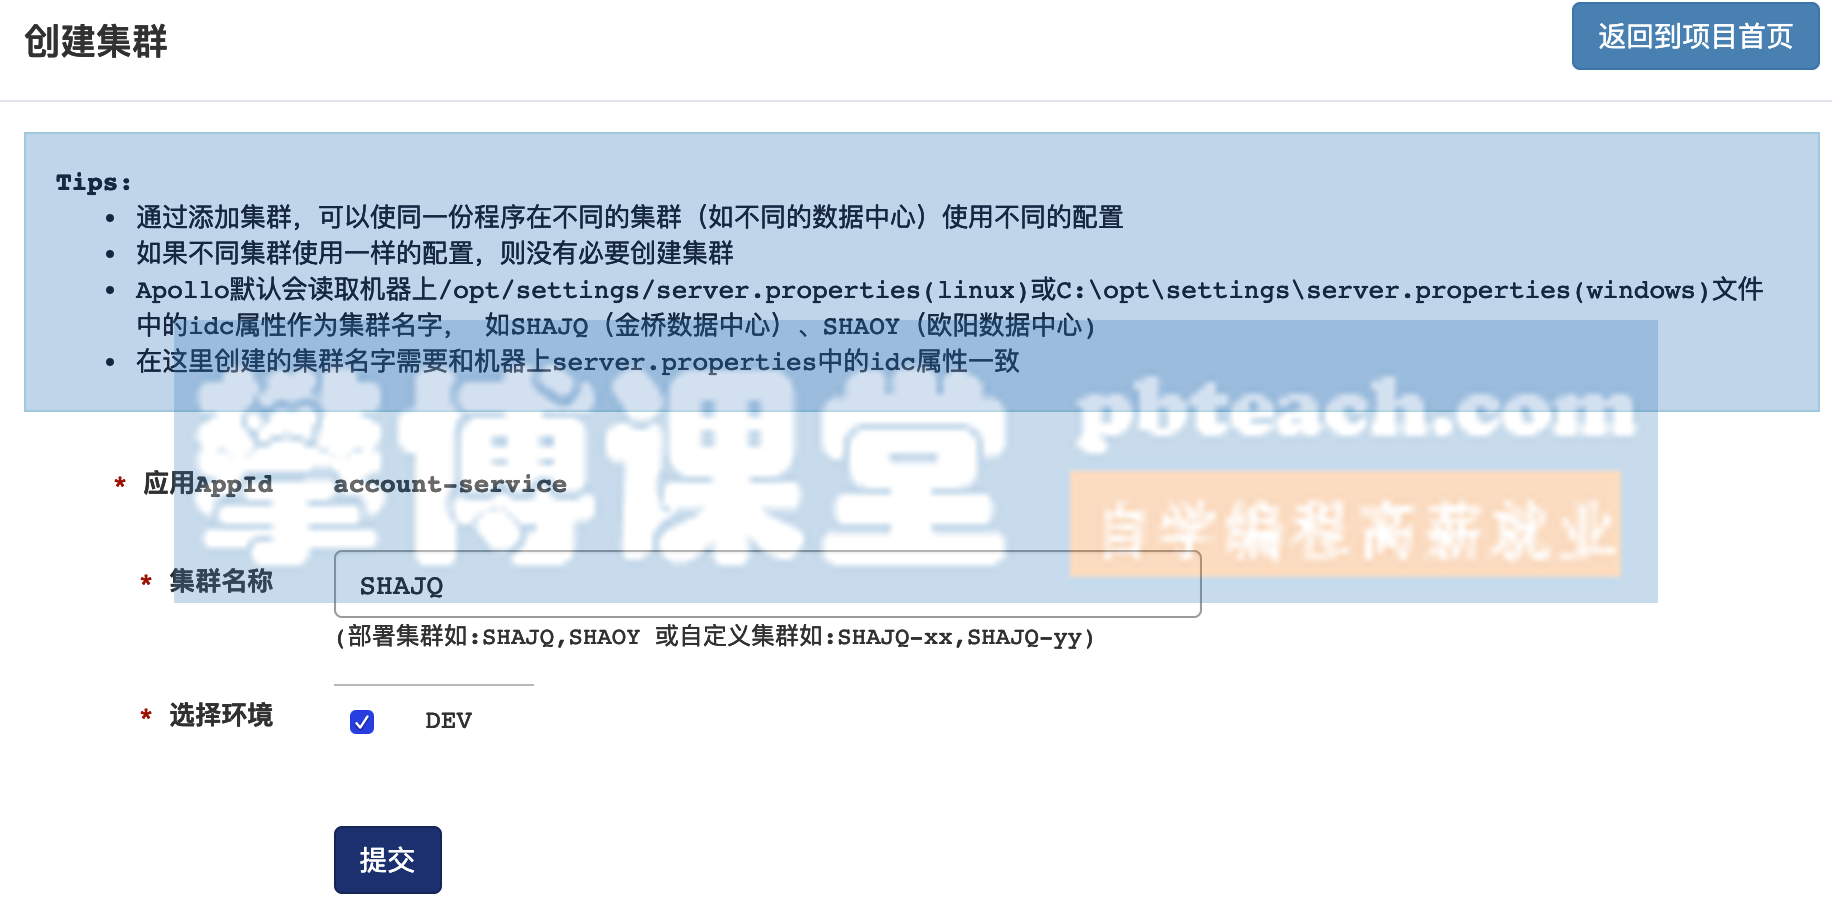 创建集群
返回到项目首页
Tips:
• 通过添加集群，可以使同一份程序在不同的集群（如不同的数据中心）使用不同的配置
• 如果不同集群使用一样的配置，则没有必要创建集群
• Apollo默认会读取机器上/opt/settings/server.properties(linux)或C:\opt\settings\server.properties(windows)文件
中的idc属性作为集群名字， 如SHAJQ（金桥数据中心）、SHAOY（欧阳数据中心）
• 在这里创建的集群名字需要和机器上server.properties中的idc属性一致
攀博课堂
pbteach.com
自学编程高薪就业
* 应用AppId account-service
* 集群名称 SHAJQ
(部署集群如:SHAJQ,SHAOY 或自定义集群如:SHAJQ-xx,SHAJQ-yy)
* 选择环境 DEV
提交